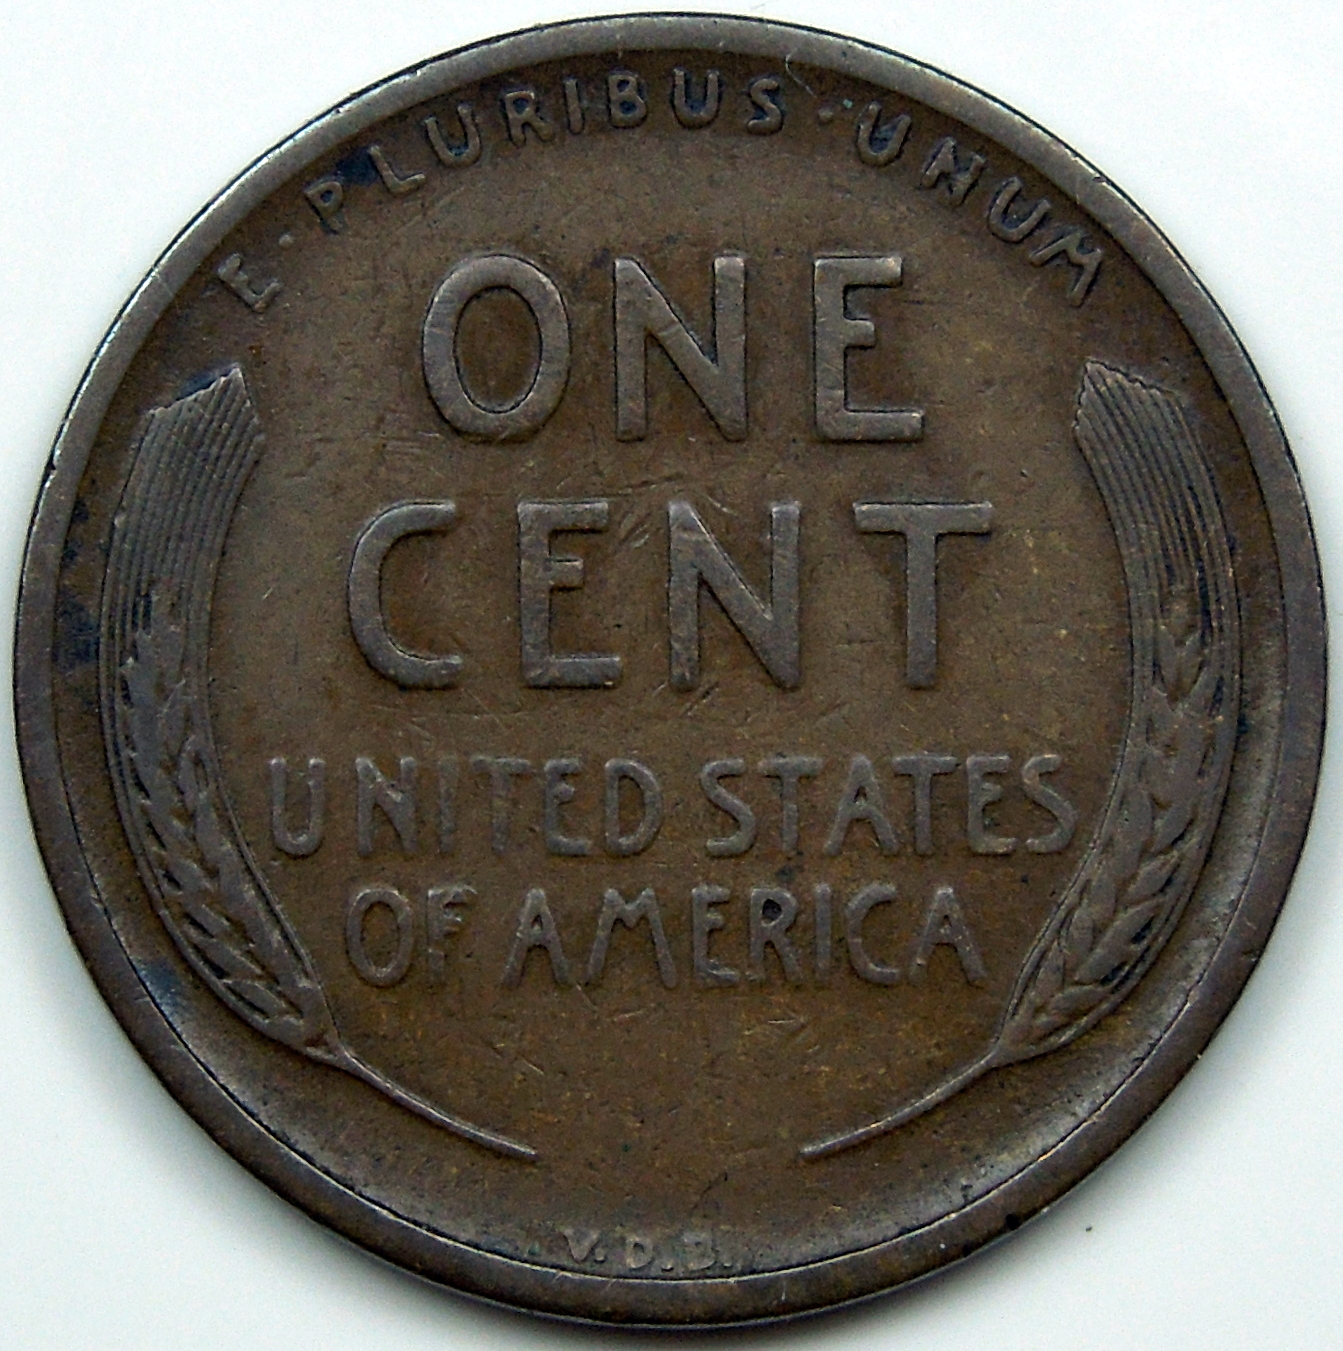 E·PLURIBUS·UNUM
ONE
CENT
UNITED STATES
OF AMERICA
V.D.B.